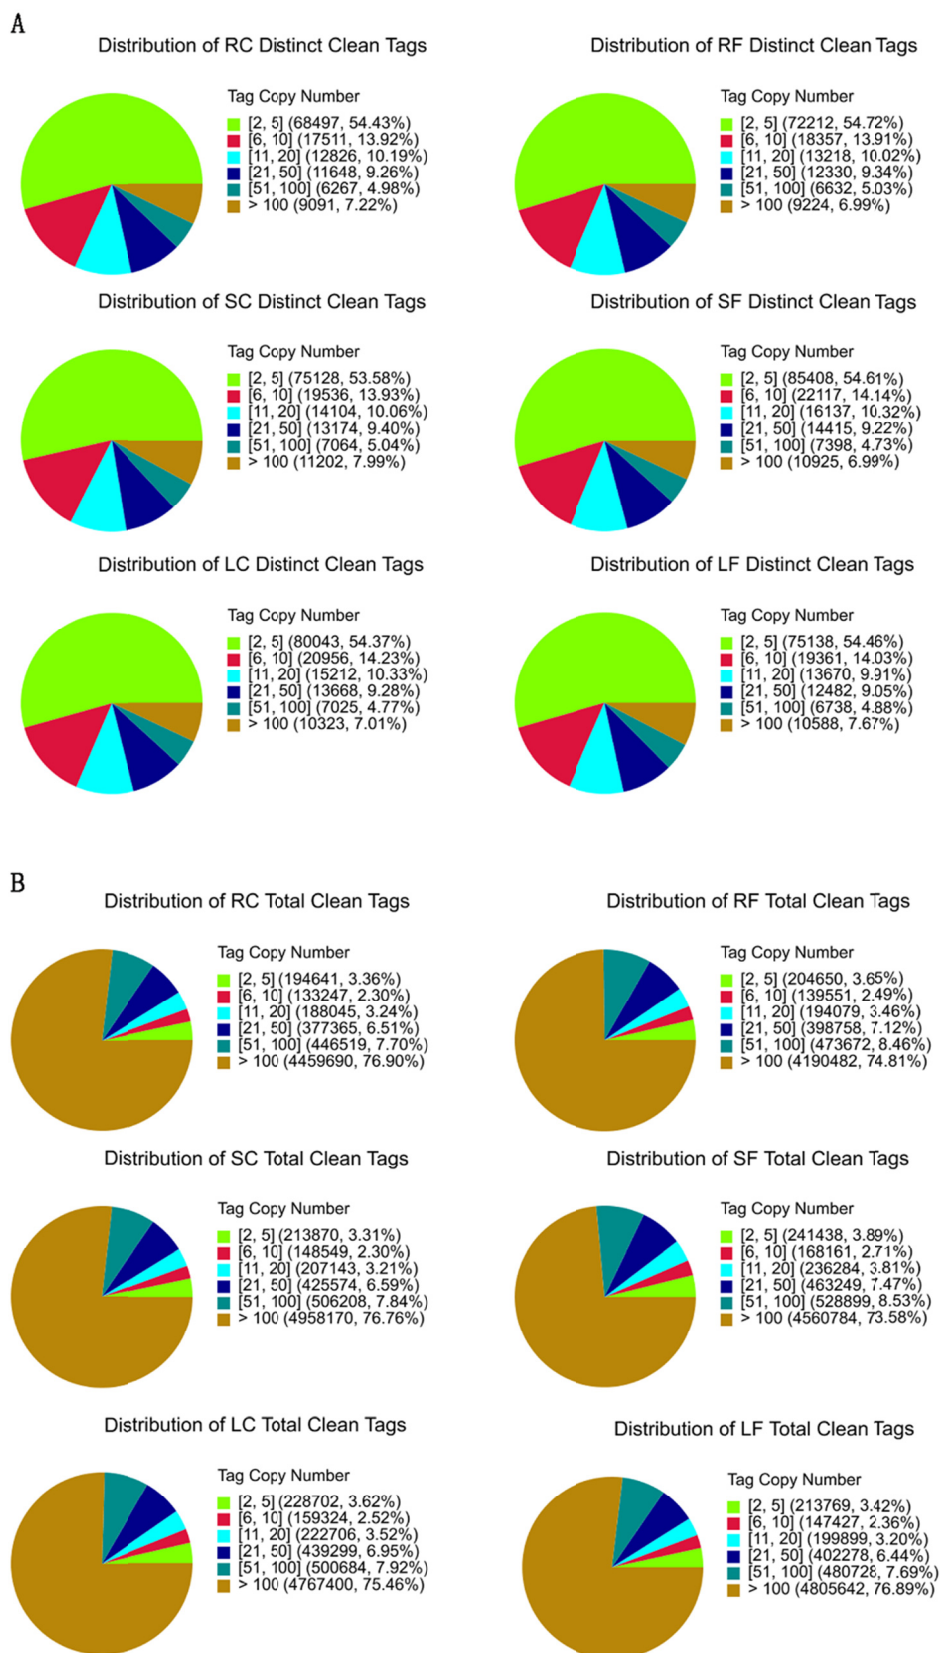 A
Distribution of RC Distinct Clean Tags
Tag Copy Number
[2, 5] (68497, 54.43%)
[6, 10] (17511, 13.92%)
[11, 20] (12826, 10.19%)
[21, 50] (11648, 9.26%)
[51, 100] (6267, 4.98%)
> 100 (9091, 7.22%)
Distribution of RF Distinct Clean Tags
Tag Copy Number
[2, 5] (72212, 54.72%)
[6, 10] (18357, 13.91%)
[11, 20] (13218, 10.02%)
[21, 50] (12330, 9.34%)
[51, 100] (6632, 5.03%)
> 100 (9224, 6.99%)
Distribution of SC Distinct Clean Tags
Tag Copy Number
[2, 5] (75128, 53.58%)
[6, 10] (19536, 13.93%)
[11, 20] (14104, 10.06%)
[21, 50] (13174, 9.40%)
[51, 100] (7064, 5.04%)
> 100 (11202, 7.99%)
Distribution of SF Distinct Clean Tags
Tag Copy Number
[2, 5] (85408, 54.61%)
[6, 10] (22117, 14.14%)
[11, 20] (16137, 10.32%)
[21, 50] (14415, 9.22%)
[51, 100] (7398, 4.73%)
> 100 (10925, 6.99%)
Distribution of LC Distinct Clean Tags
Tag Copy Number
[2, 5] (80043, 54.37%)
[6, 10] (20956, 14.23%)
[11, 20] (15212, 10.33%)
[21, 50] (13668, 9.28%)
[51, 100] (7025, 4.77%)
> 100 (10323, 7.01%)
Distribution of LF Distinct Clean Tags
Tag Copy Number
[2, 5] (75138, 54.46%)
[6, 10] (19361, 14.03%)
[11, 20] (13670, 9.91%)
[21, 50] (12482, 9.05%)
[51, 100] (6738, 4.88%)
> 100 (10588, 7.67%)
B
Distribution of RC Total Clean Tags
Tag Copy Number
[2, 5] (194641, 3.36%)
[6, 10] (133247, 2.30%)
[11, 20] (188045, 3.24%)
[21, 50] (377365, 6.51%)
[51, 100] (446519, 7.70%)
> 100 (4459690, 76.90%)
Distribution of RF Total Clean Tags
Tag Copy Number
[2, 5] (204650, 3.65%)
[6, 10] (139551, 2.49%)
[11, 20] (194079, 3.46%)
[21, 50] (398758, 7.12%)
[51, 100] (473672, 8.46%)
> 100 (4190482, 74.81%)
Distribution of SC Total Clean Tags
Tag Copy Number
[2, 5] (213870, 3.31%)
[6, 10] (148549, 2.30%)
[11, 20] (207143, 3.21%)
[21, 50] (425574, 6.59%)
[51, 100] (506208, 7.84%)
> 100 (4958170, 76.76%)
Distribution of SF Total Clean Tags
Tag Copy Number
[2, 5] (241438, 3.89%)
[6, 10] (168161, 2.71%)
[11, 20] (236284, 3.81%)
[21, 50] (463249, 7.47%)
[51, 100] (528899, 8.53%)
> 100 (4560784, 73.58%)
Distribution of LC Total Clean Tags
Tag Copy Number
[2, 5] (228702, 3.62%)
[6, 10] (159324, 2.52%)
[11, 20] (222706, 3.52%)
[21, 50] (439299, 6.95%)
[51, 100] (500684, 7.92%)
> 100 (4767400, 75.46%)
Distribution of LF Total Clean Tags
Tag Copy Number
[2, 5] (213769, 3.42%)
[6, 10] (147427, 2.36%)
[11, 20] (199899, 3.20%)
[21, 50] (402278, 6.44%)
[51, 100] (480728, 7.69%)
> 100 (4805642, 76.89%)